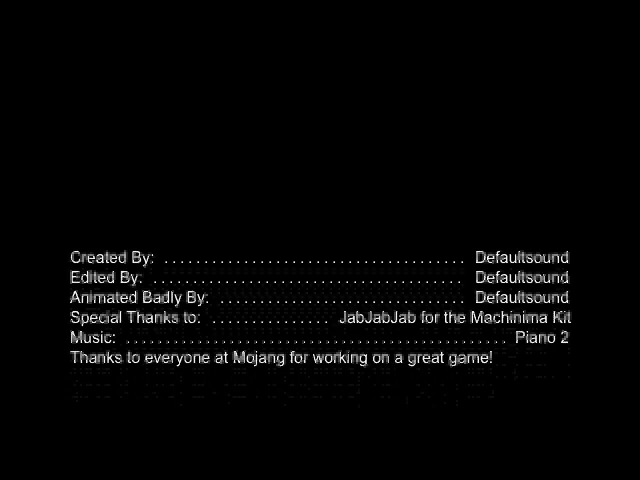 Created By: . . . . . . . . . . . . . . . . . . . . . . . . . . . . . . . . . . . . . . Defaultsound
Edited By: . . . . . . . . . . . . . . . . . . . . . . . . . . . . . . . . . . . . . . . Defaultsound
Animated Badly By: . . . . . . . . . . . . . . . . . . . . . . . . . . . . . . . Defaultsound
Special Thanks to: . . . . . . . . . . . . . . . JabJabJab for the Machinima Kit
Music: . . . . . . . . . . . . . . . . . . . . . . . . . . . . . . . . . . . . . . . . . . . . . . . . Piano 2
Thanks to everyone at Mojang for working on a great game!